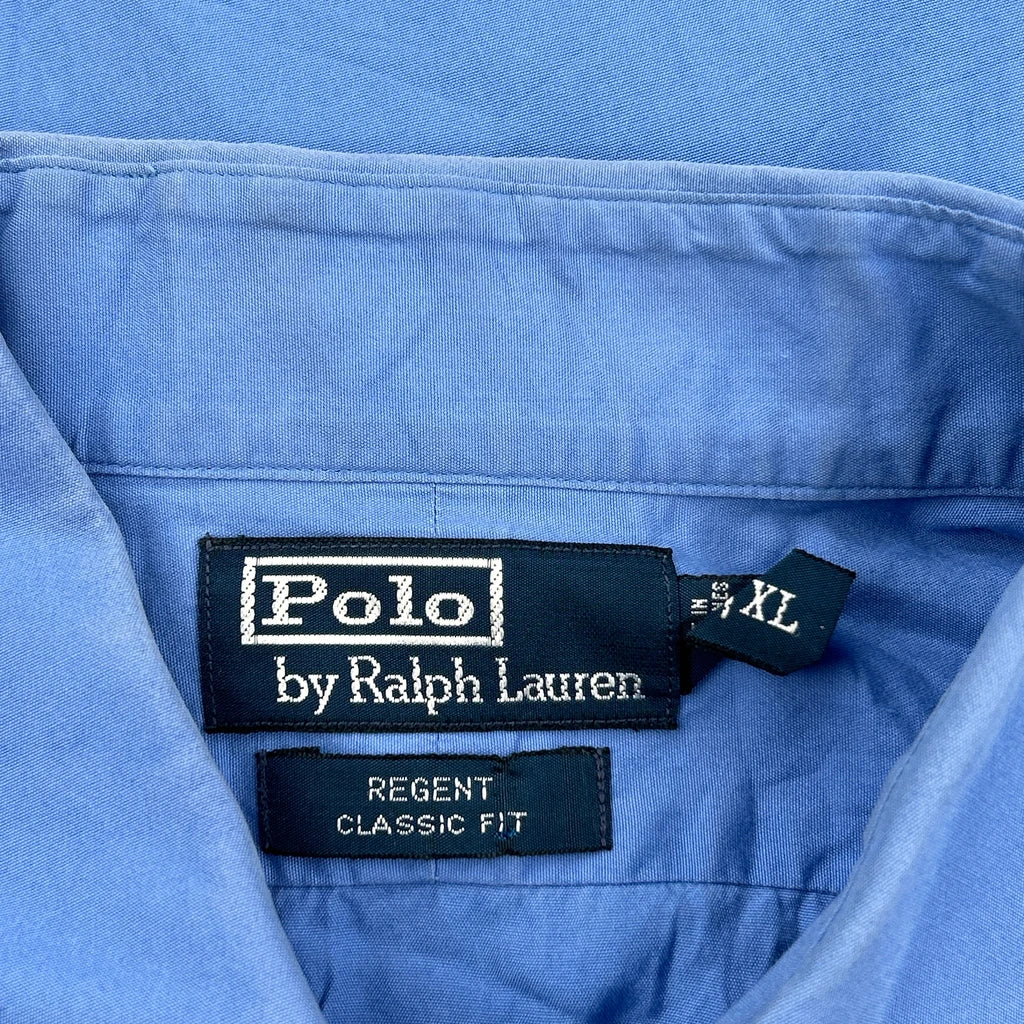 Polo
by Ralph Lauren
XL
REGENT
CLASSIC FIT